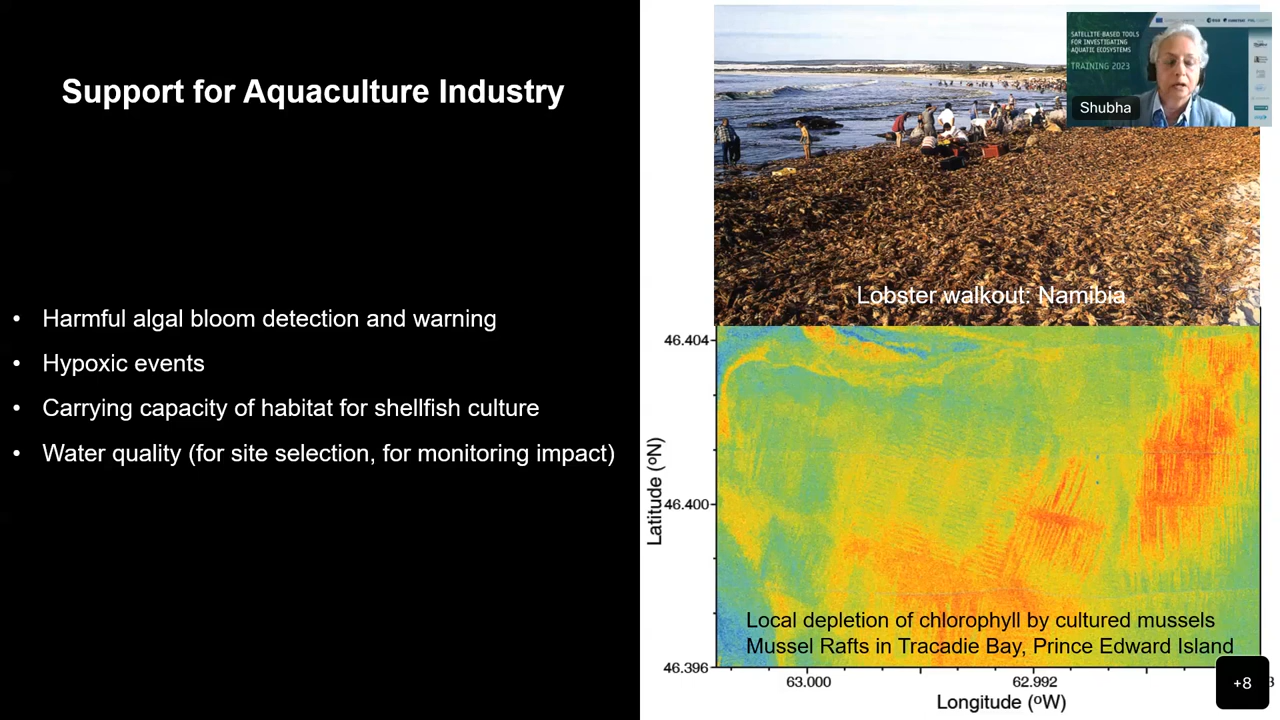 Support for Aquaculture Industry
• Harmful algal bloom detection and warning
• Hypoxic events
• Carrying capacity of habitat for shellfish culture
• Water quality (for site selection, for monitoring impact)
SATELLITE-BASED TOOLS
FOR INVESTIGATING
AQUATIC ECOSYSTEMS
TRAINING 2023
Shubha
Lobster walkout: Namibia
46.404
46.400
46.396
Latitude (ºN)
Local depletion of chlorophyll by cultured mussels
Mussel Rafts in Tracadie Bay, Prince Edward Island
63.000
62.992
Longitude (ºW)
+8